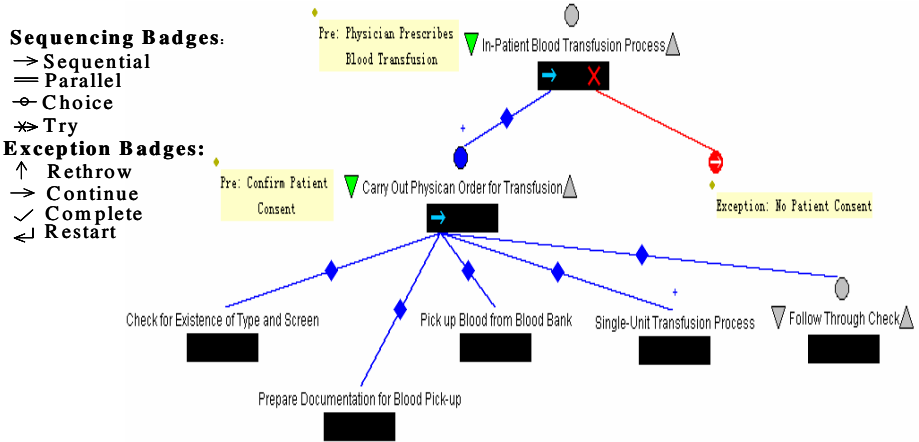 Sequencing Badges:
Sequential
Parallel
Choice
Try
Exception Badges:
Rethrow
Continue
Complete
Restart
Pre: Physician Prescribes
Blood Transfusion
In-Patient Blood Transfusion Process
+
Pre: Confirm Patient
Consent
Carry Out Physican Order for Transfusion
Exception: No Patient Consent
+
Check for Existence of Type and Screen
Pick up Blood from Blood Bank
Single-Unit Transfusion Process
Follow Through Check
Prepare Documentation for Blood Pick-up